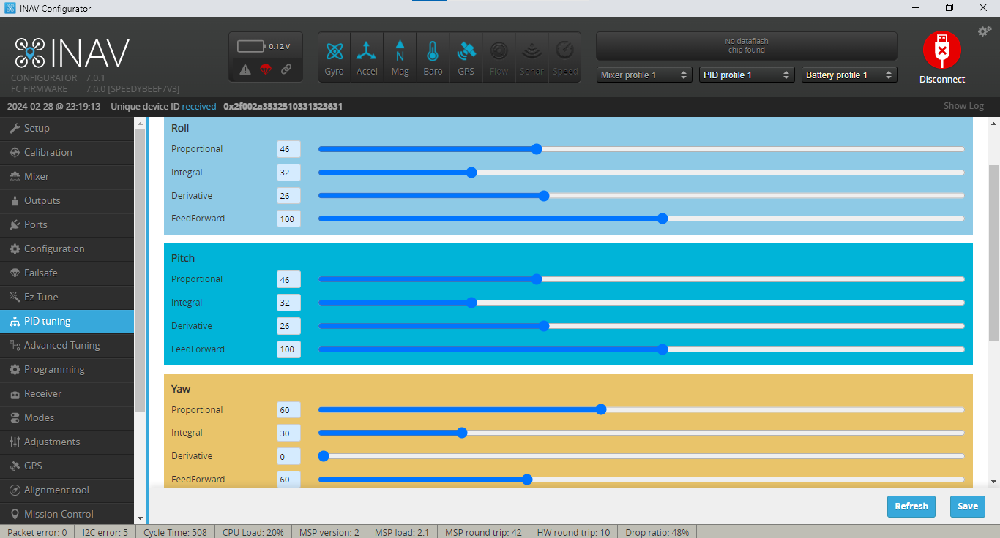 INAV Configurator
INAV
CONFIGURATOR 7.0.1
FC FIRMWARE 7.0.0 [SPEEDYBEEF7V3]
0.12 V
Gyro Accel Mag Baro GPS Flow Sonar Speed
No dataflash
chip found
Mixer profile 1 PID profile 1 Battery profile 1
Disconnect
2024-02-28 @ 23:19:13 -- Unique device ID received - 0x2f002a3532510331323631
Show Log
Setup
Calibration
Mixer
Outputs
Ports
Configuration
Failsafe
Ez Tune
PID tuning
Advanced Tuning
Programming
Receiver
Modes
Adjustments
GPS
Alignment tool
Mission Control
Roll
Proportional 46
Integral 32
Derivative 26
FeedForward 100
Pitch
Proportional 46
Integral 32
Derivative 26
FeedForward 100
Yaw
Proportional 60
Integral 30
Derivative 0
FeedForward 60
Refresh Save
Packet error: 0 I2C error: 5 Cycle Time: 508 CPU Load: 20% MSP version: 2 MSP load: 2.1 MSP round trip: 42 HW round trip: 10 Drop ratio: 48%